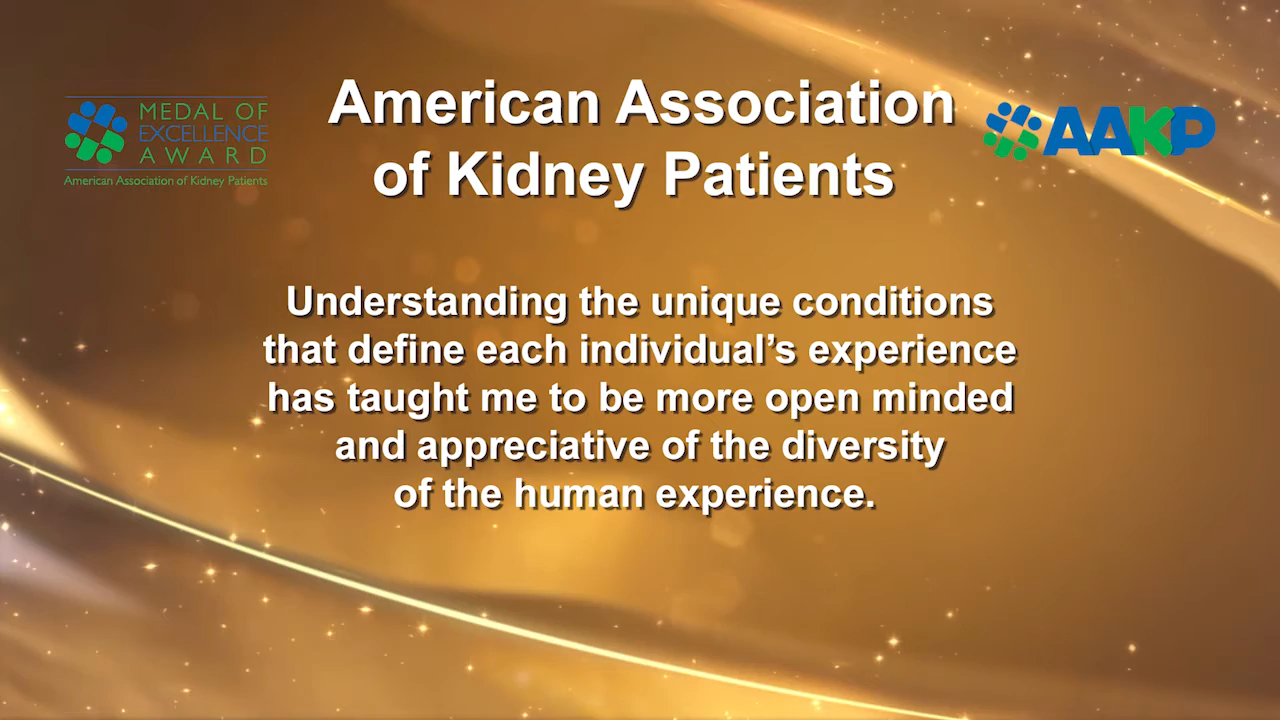 MEDAL OF
EXCELLENCE
AWARD
American Association of Kidney Patients
American Association
of Kidney Patients
AAKP
Understanding the unique conditions
that define each individual’s experience
has taught me to be more open minded
and appreciative of the diversity
of the human experience.